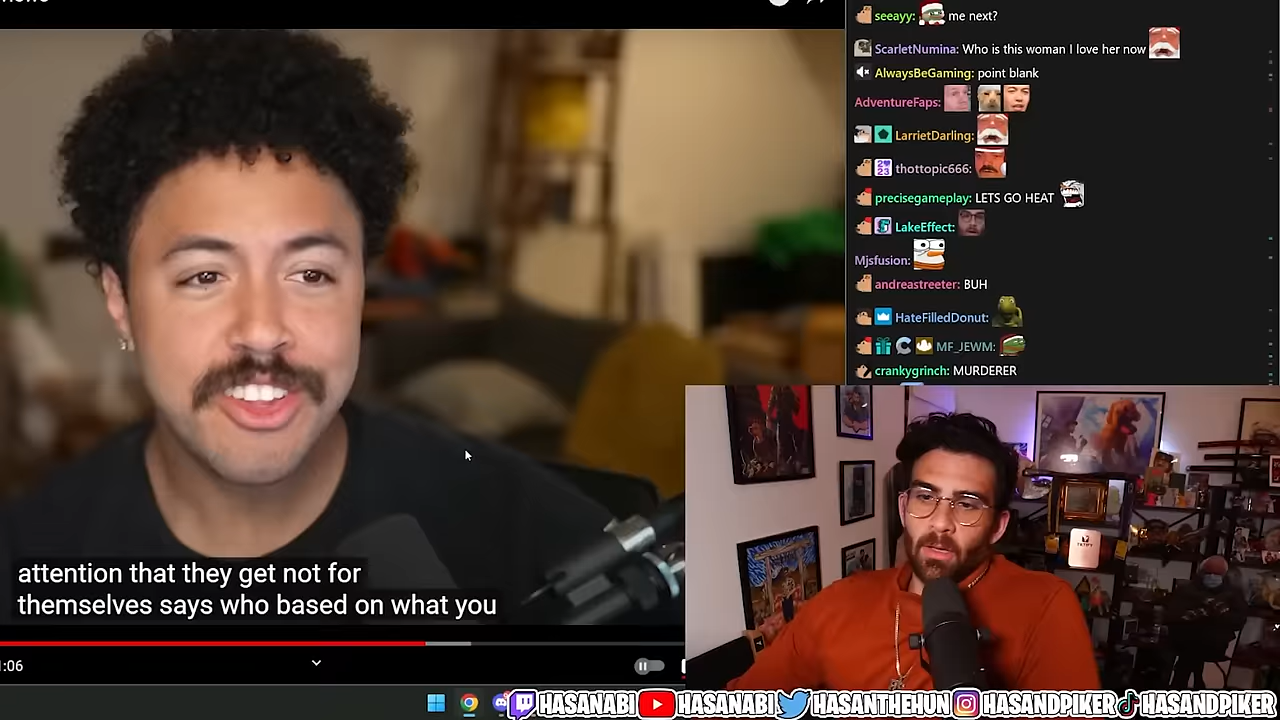 seeayy: me next?
ScarletNumina: Who is this woman I love her now
AlwaysBeGaming: point blank
AdventureFaps:
LarrietDarling:
thottopic666:
precisegameplay: LETS GO HEAT
LakeEffect:
Mjsfusion:
andreastreeter: BUH
HateFilledDonut:
MF_JEWM:
crankygrinch: MURDERER
attention that they get not for
themselves says who based on what you
:06
HASANABI HASANABI HASANTHEHUN HASANDPIKER HASANDPIKER